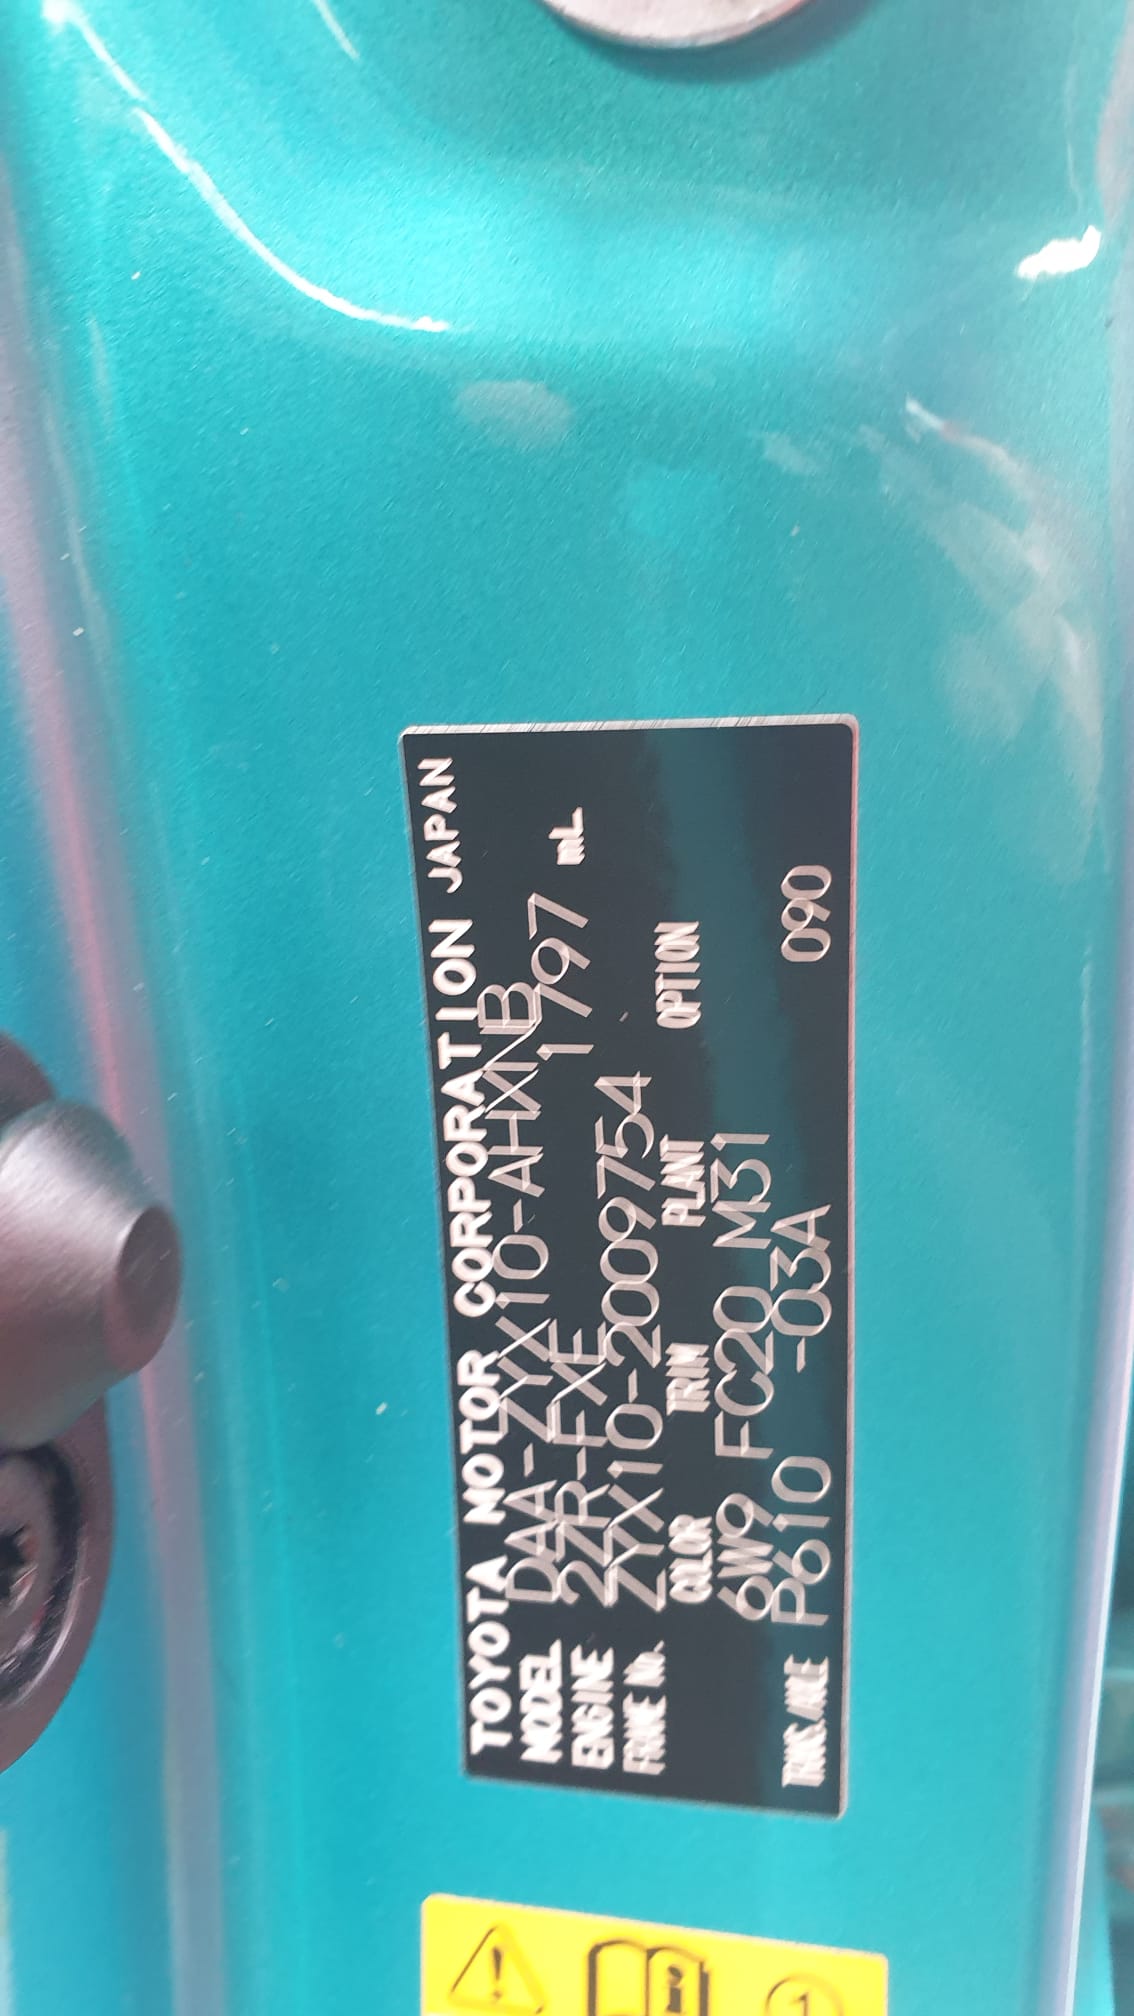 TOYOTA MOTOR CORPORATION JAPAN
MODEL DAA-ZYX10-AHXNB
ENGINE 2ZR-FXE 1797 mL
FRAME No. ZYX10-2009754
COLOR TRIM PLANT OPTION
6W9 FC20 M31
TRANS./AXLE P610 -03A 090
! i 1